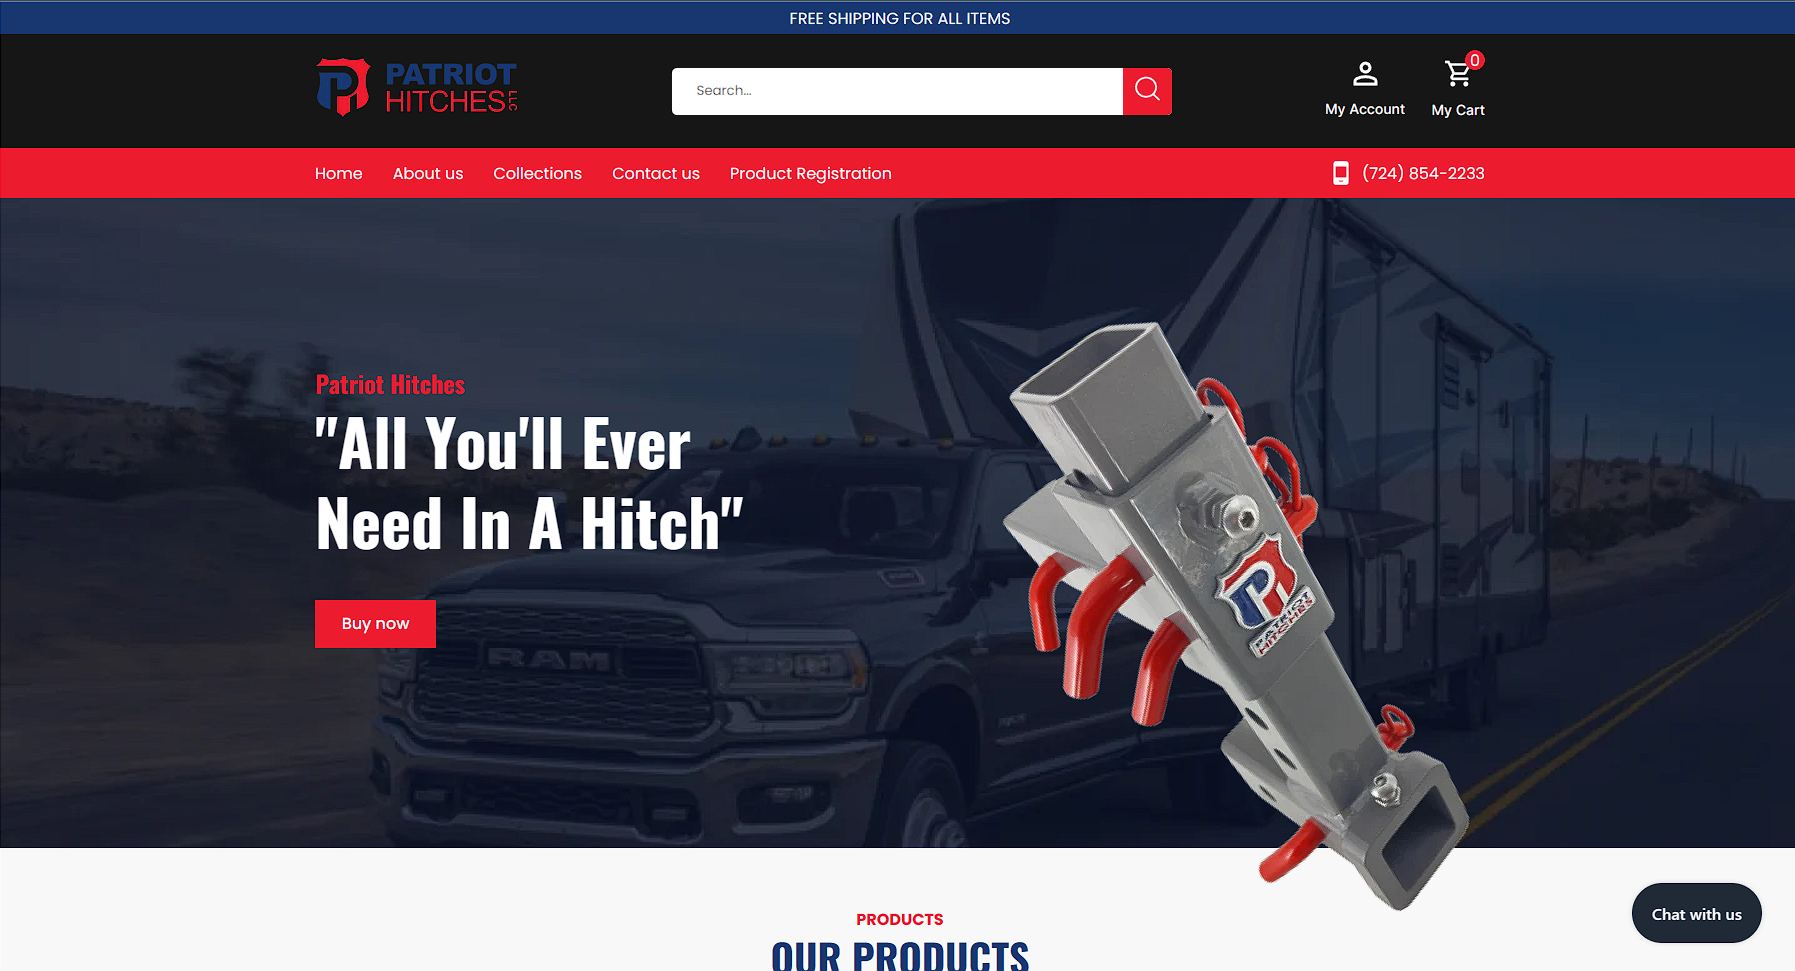 FREE SHIPPING FOR ALL ITEMS
PATRIOT
HITCHES LLC
Search...
My Account
0
My Cart
Home
About us
Collections
Contact us
Product Registration
(724) 854-2233
Patriot Hitches
"All You'll Ever
Need In A Hitch"
Buy now
RAM
PATRIOT
HITCHES
PRODUCTS
OUR PRODUCTS
Chat with us